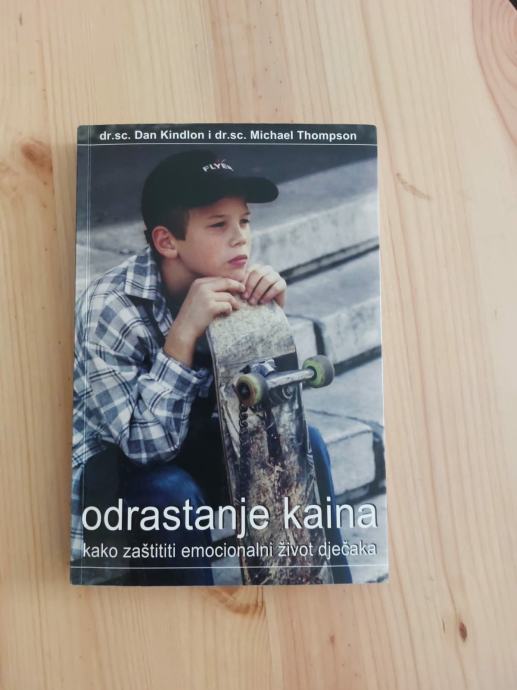 dr.sc. Dan Kindlon i dr.sc. Michael Thompson
FLYER
odrastanje kaina
kako zaštititi emocionalni život dječaka